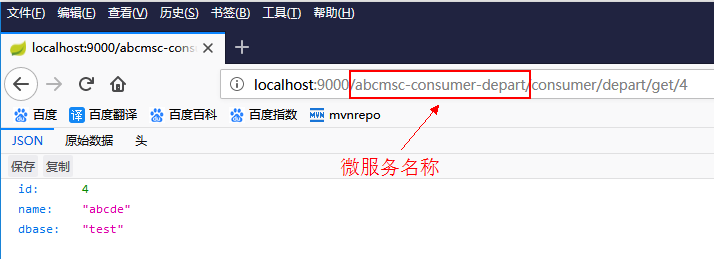 文件(F) 编辑(E) 查看(V) 历史(S) 书签(B) 工具(T) 帮助(H)
localhost:9000/abcmsc-cons
localhost:9000/abcmsc-consumer-depart/consumer/depart/get/4
百度 译 百度翻译 百度百科 百度指数 MVN mvnrepo
微服务名称
JSON 原始数据 头
保存 复制
id: 4
name: "abcde"
dbase: "test"